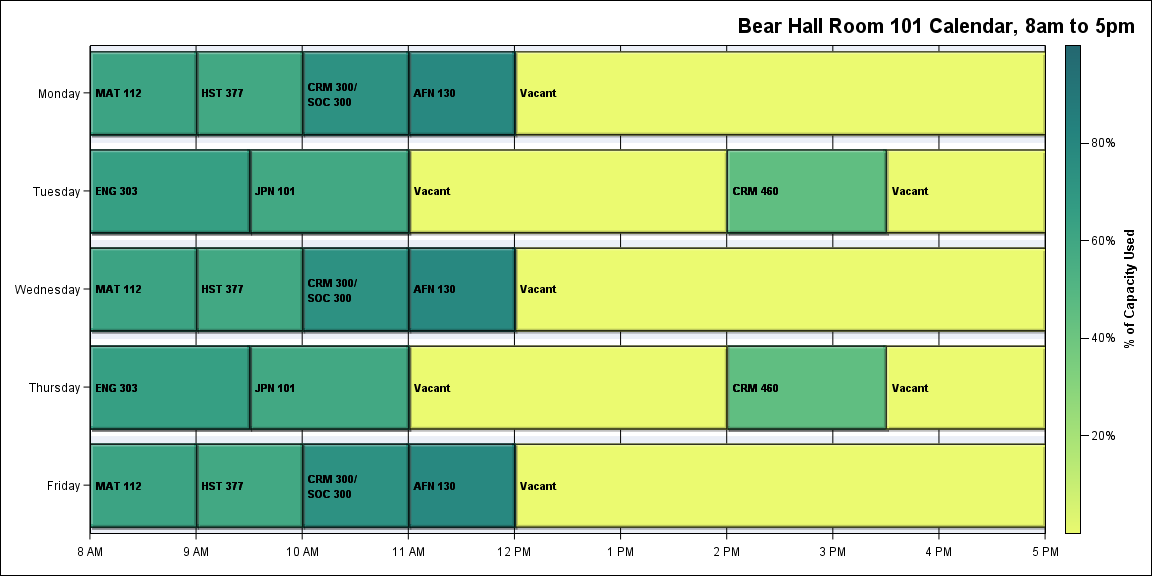 Bear Hall Room 101 Calendar, 8am to 5pm
Monday
MAT 112
HST 377
CRM 300/
SOC 300
AFN 130
Vacant
Tuesday
ENG 303
JPN 101
Vacant
CRM 460
Vacant
Wednesday
MAT 112
HST 377
CRM 300/
SOC 300
AFN 130
Vacant
Thursday
ENG 303
JPN 101
Vacant
CRM 460
Vacant
Friday
MAT 112
HST 377
CRM 300/
SOC 300
AFN 130
Vacant
8 AM
9 AM
10 AM
11 AM
12 PM
1 PM
2 PM
3 PM
4 PM
5 PM
80%
60%
40%
20%
% of Capacity Used